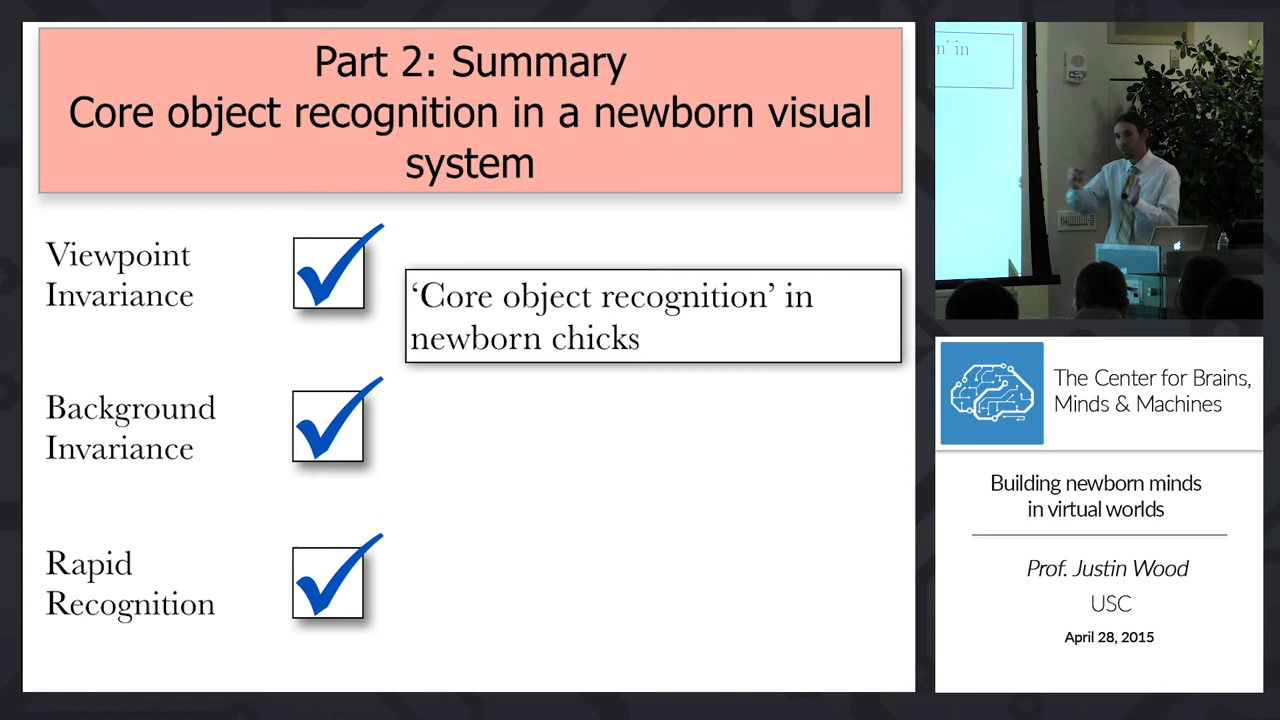 Part 2: Summary
Core object recognition in a newborn visual
system
Viewpoint
Invariance
‘Core object recognition’ in
newborn chicks
Background
Invariance
Rapid
Recognition
n’ in
The Center for Brains,
Minds & Machines
Building newborn minds
in virtual worlds
Prof. Justin Wood
USC
April 28, 2015